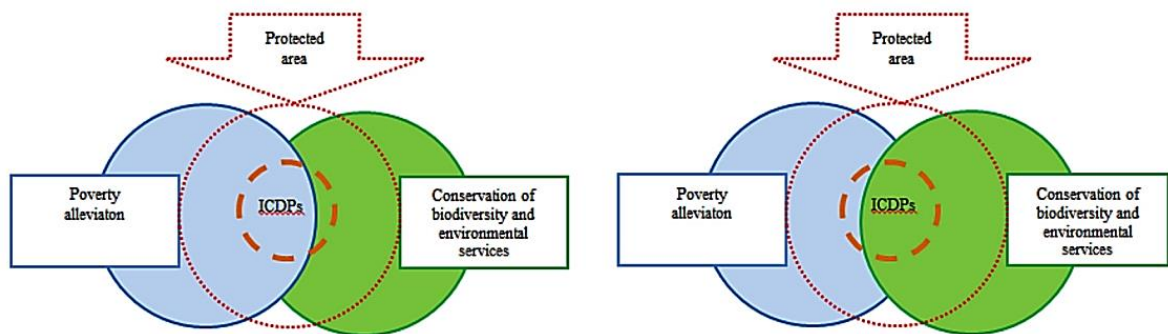 Protected
area
Poverty
alleviaton
ICDPs
Conservation of
biodiversity and
environmental
services
Protected
area
Poverty
alleviaton
ICDPs
Conservation of
biodiversity and
environmental
services